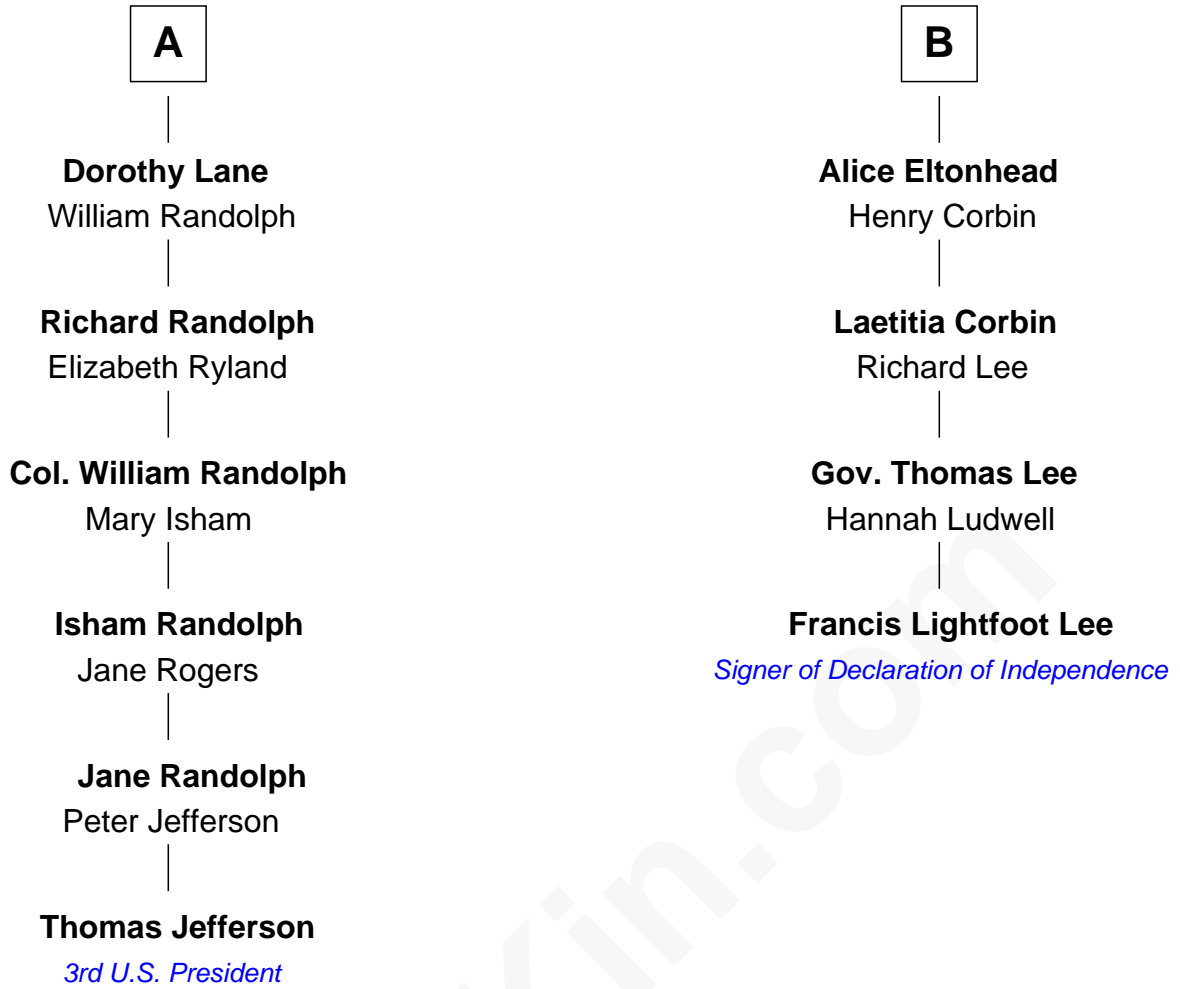 A
Dorothy Lane
William Randolph
Richard Randolph
Elizabeth Ryland
Col. William Randolph
Mary Isham
Isham Randolph
Jane Rogers
Jane Randolph
Peter Jefferson
Thomas Jefferson
3rd U.S. President
B
Alice Eltonhead
Henry Corbin
Laetitia Corbin
Richard Lee
Gov. Thomas Lee
Hannah Ludwell
Francis Lightfoot Lee
Signer of Declaration of Independence
Kin.com